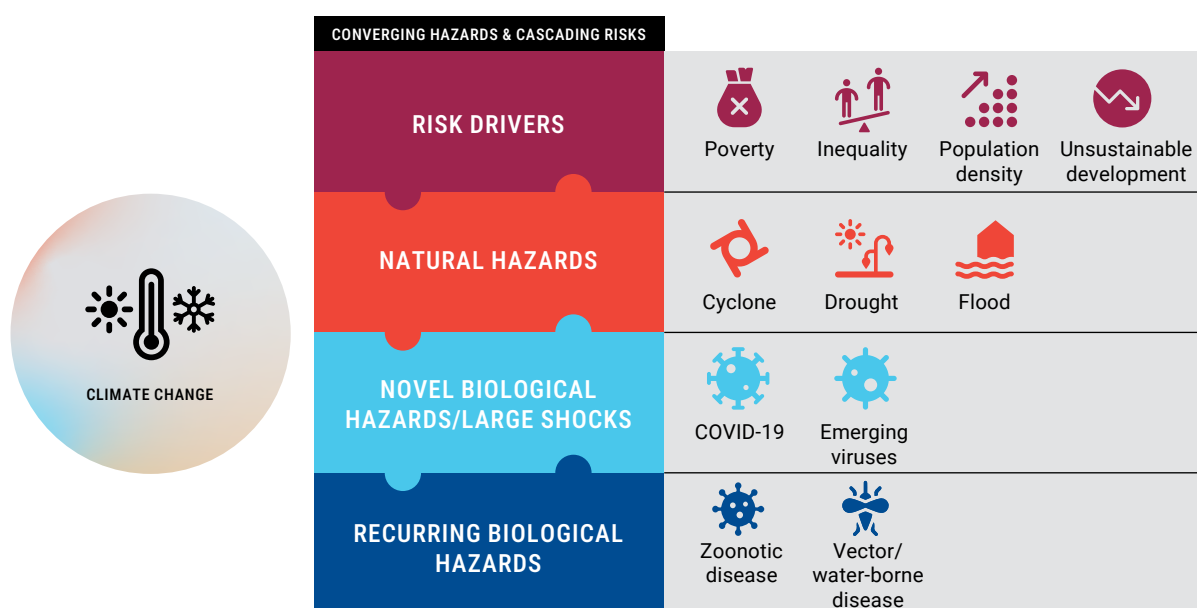 CONVERGING HAZARDS & CASCADING RISKS
RISK DRIVERS
Poverty
Inequality
Population
density
Unsustainable
development
NATURAL HAZARDS
Cyclone
Drought
Flood
CLIMATE CHANGE
NOVEL BIOLOGICAL
HAZARDS/LARGE SHOCKS
COVID-19
Emerging
viruses
RECURRING BIOLOGICAL
HAZARDS
Zoonotic
disease
Vector/
water-borne
disease